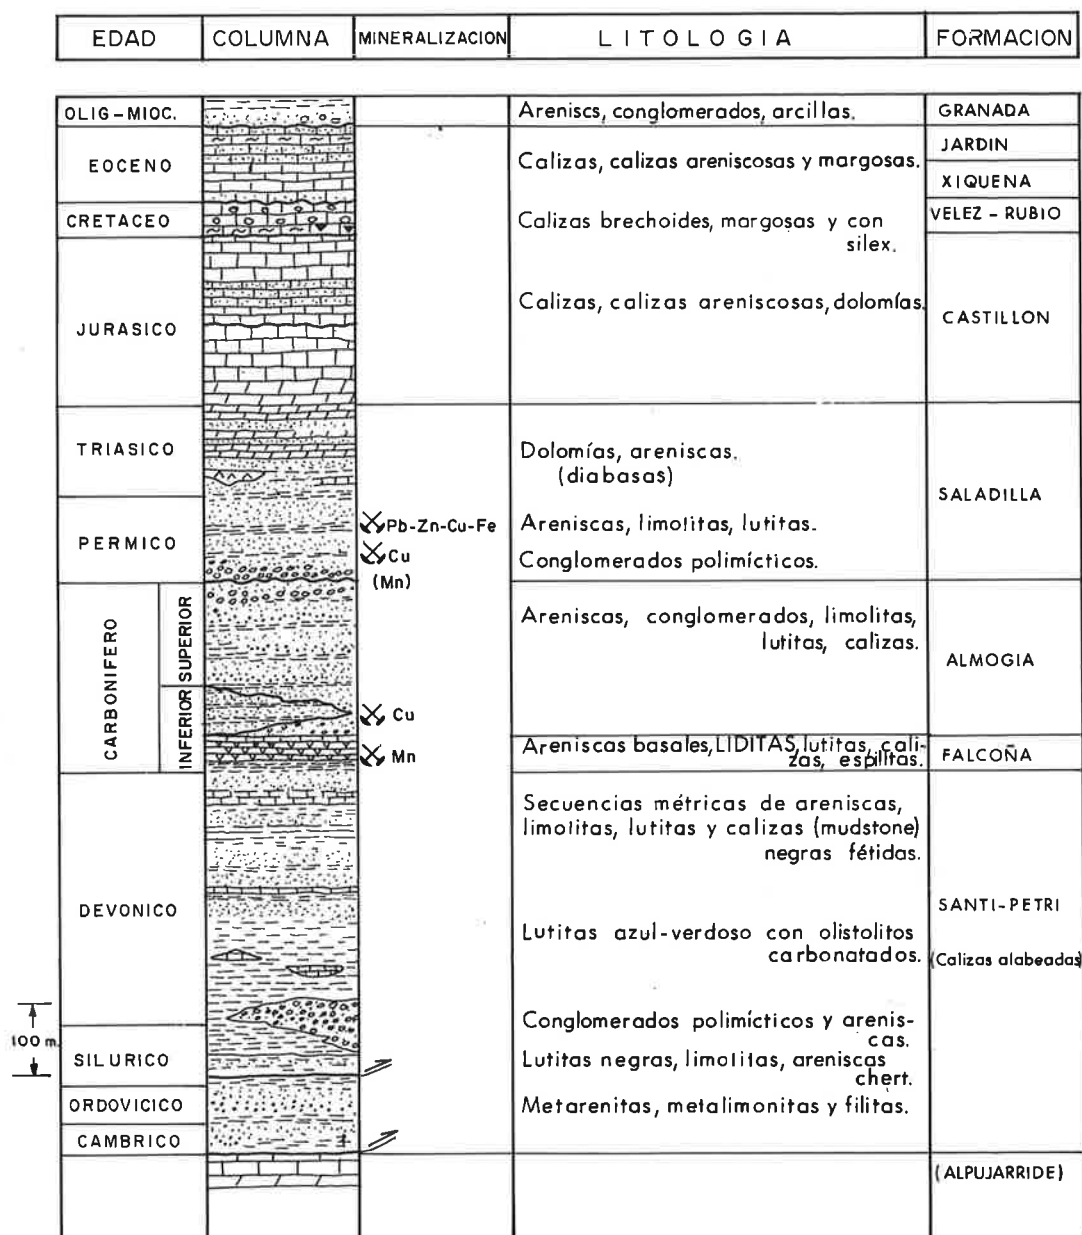 EDAD COLUMNA MINERALIZACION LITOLOGIA FORMACION
OLIG-MIOC. Areniscs, conglomerados, arcillas. GRANADA
JARDIN
EOCENO Calizas, calizas areniscosas y margosas.
XIQUENA
CRETACEO Calizas brechoides, margosas y con VELEZ - RUBIO
silex.
Calizas, calizas areniscosas, dolomías.
JURASICO CASTILLON
TRIASICO Dolomías, areniscas.
(diabasas)
SALADILLA
Pb-Zn-Cu-Fe Areniscas, limolitas, lutitas.
PERMICO
Cu Conglomerados polimícticos.
(Mn)
CARBONIFERO
SUPERIOR
Areniscas, conglomerados, limolitas,
lutitas, calizas.
ALMOGIA
INFERIOR
Cu
Areniscas basales, LIDITAS, lutitas, cali-
zas, espilitas.
Mn FALCOÑA
Secuencias métricas de areniscas,
limolitas, lutitas y calizas (mudstone)
negras fétidas.
DEVONICO SANTI-PETRI
Lutitas azul-verdoso con olistolitos
carbonatados.
(Calizas alabeadas)
Conglomerados polimícticos y arenis-
cas.
100 m.
SILURICO Lutitas negras, limolitas, areniscas
chert.
ORDOVICICO Metarenitas, metalimonitas y filitas.
CAMBRICO
(ALPUJARRIDE)